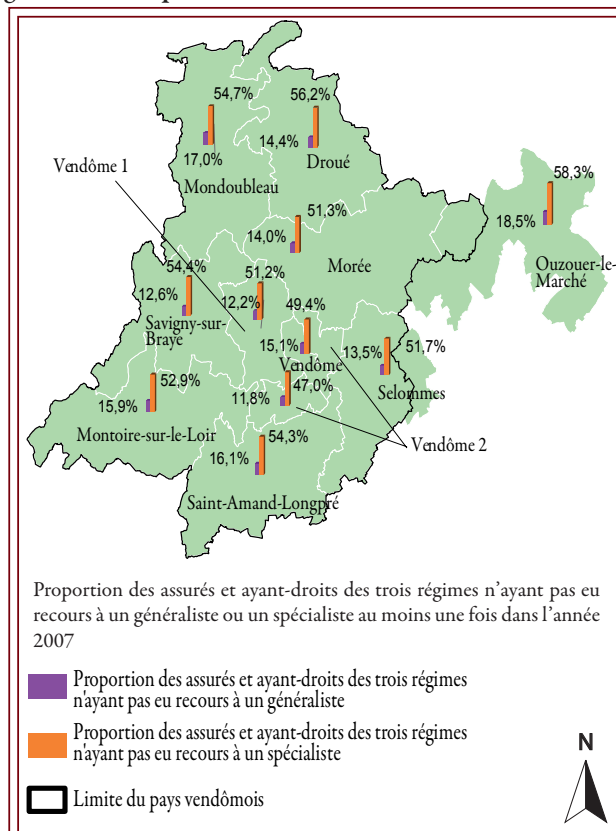 54,7%
56,2%
17,0%
14,4%
Droué
Vendôme 1
Mondoubleau
58,3%
18,5%
51,3%
14,0%
Morée
Ouzouer-le-
Marché
54,4%
51,2%
12,6%
12,2%
49,4%
Savigny-sur-
Braye
15,1%
Vendôme
13,5%
51,7%
52,9%
47,0%
Selommes
15,9%
11,8%
Montoire-sur-le-Loir
54,3%
Vendôme 2
16,1%
Saint-Amand-Longpré
Proportion des assurés et ayant-droits des trois régimes n’ayant pas eu
recours à un généraliste ou un spécialiste au moins une fois dans l’année
2007
Proportion des assurés et ayant-droits des trois régimes
n'ayant pas eu recours à un généraliste
Proportion des assurés et ayant-droits des trois régimes
n'ayant pas eu recours à un spécialiste
Limite du pays vendômois
N